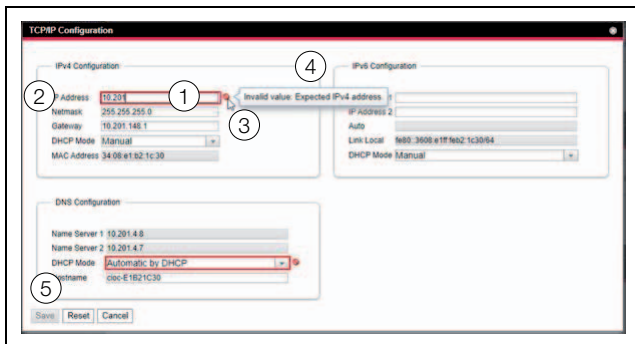 TCP/IP Configuration
IPv4 Configuration
4
IPv6 Configuration
2
P Address 10.201
1
Invalid value: Expected IPv4 address
3
Netmask 255.255.255.0
Gateway 10.201.148.1
DHCP Mode Manual
MAC Address 34:08:e1:b2:1c:30
IP Address 2
Auto
Link Local fe80::3608:e1ff:feb2:1c30/64
DHCP Mode Manual
DNS Configuration
Name Server 1 10.201.4.8
Name Server 2 10.201.4.7
DHCP Mode Automatic by DHCP
ostname cioc-E1B21C30
5
Save Reset Cancel